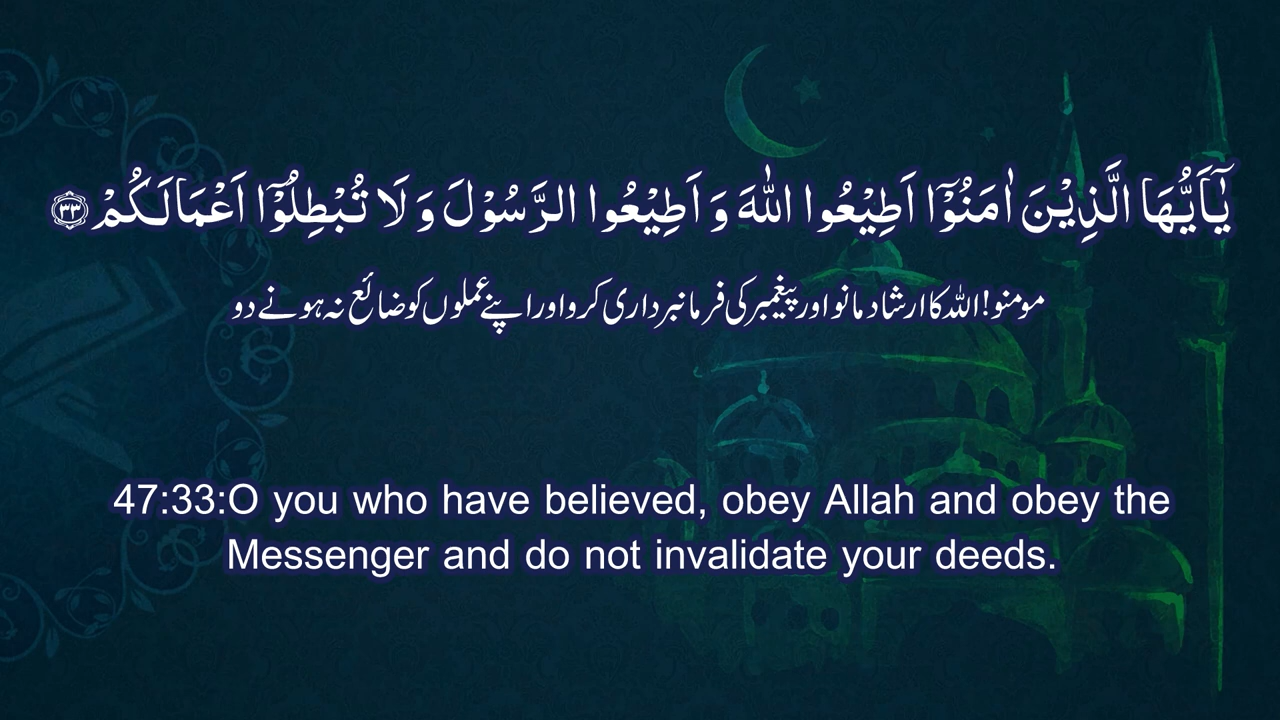 يٰۤاَيُّهَا الَّذِيْنَ اٰمَنُوْۤا اَطِيْعُوا اللّٰهَ وَ اَطِيْعُوا الرَّسُوْلَ وَ لَا تُبْطِلُوْۤا اَعْمَالَكُمْ ۝۳۳
مومنو! اللہ کا ارشاد مانو اور پیغمبر کی فرمانبرداری کرو اور اپنے عملوں کو ضائع نہ ہونے دو
47:33:O you who have believed, obey Allah and obey the
Messenger and do not invalidate your deeds.